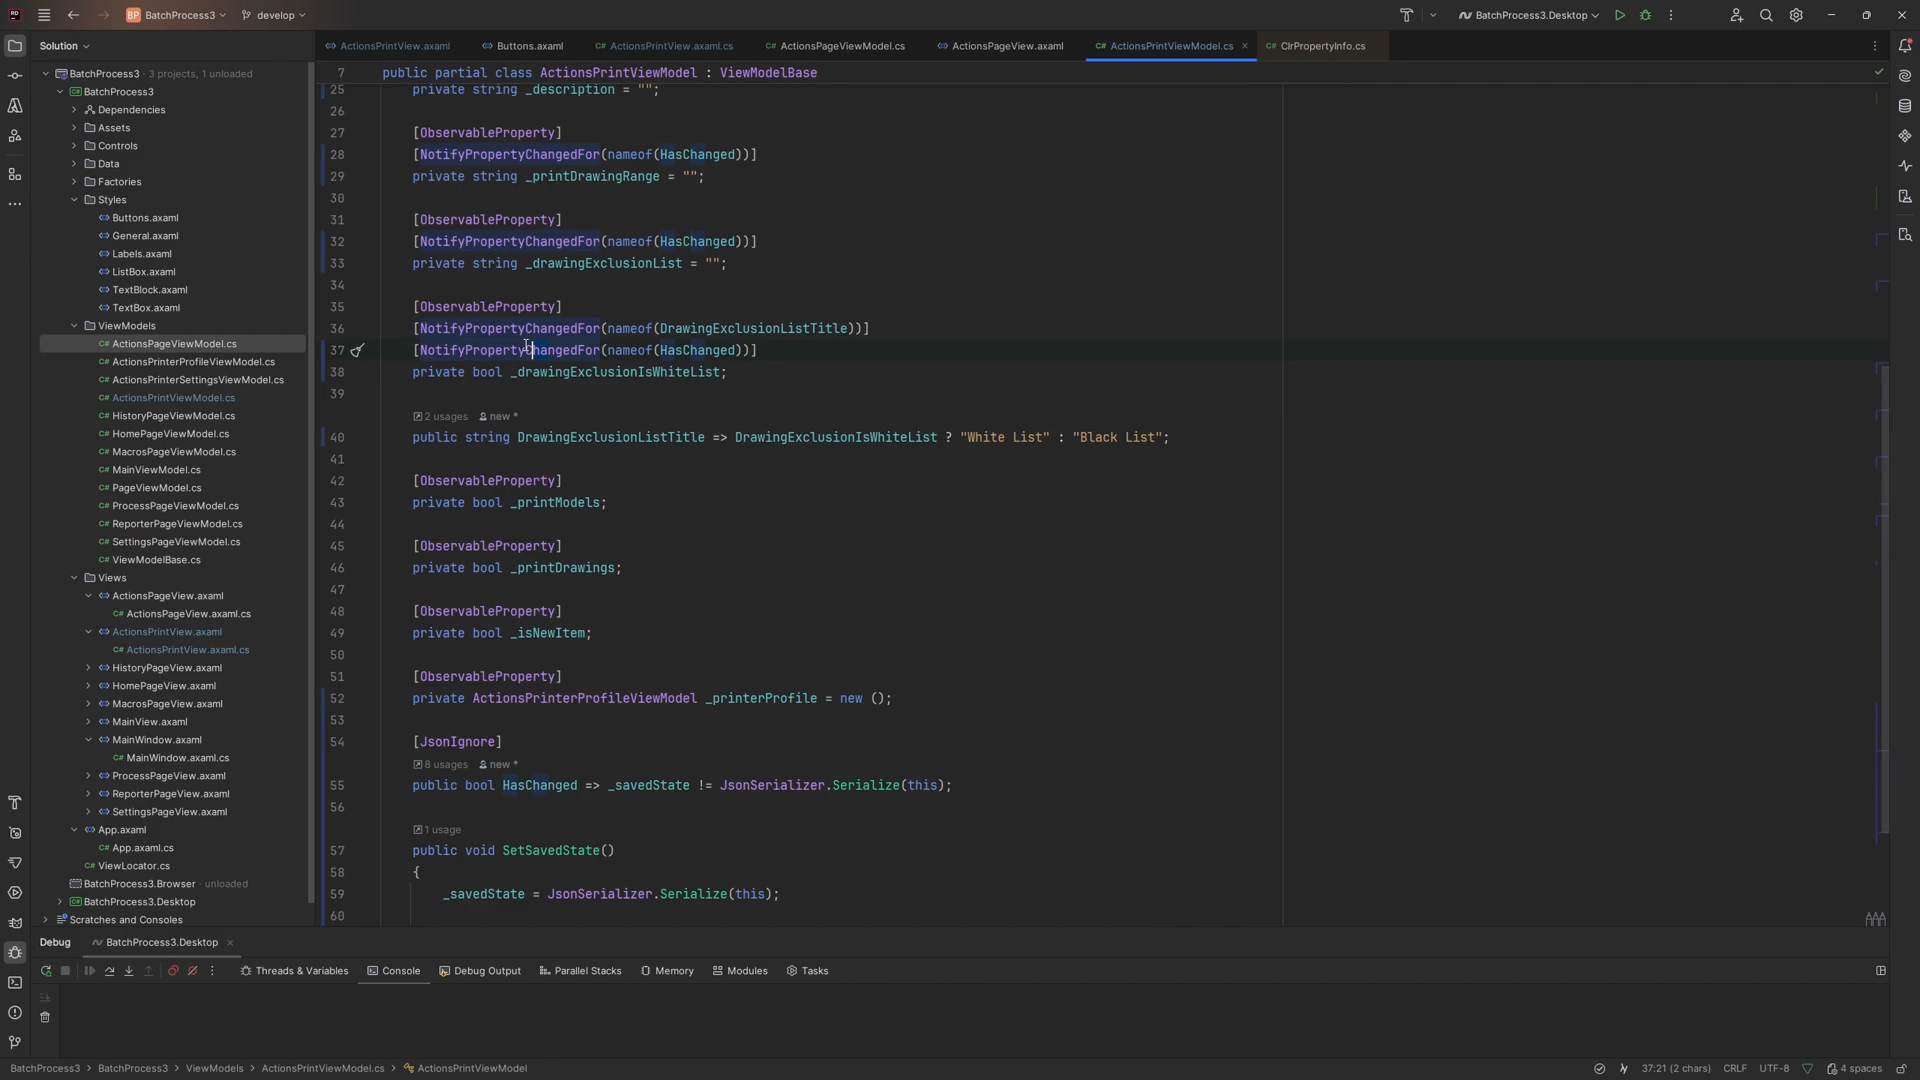 BP BatchProcess3 develop BatchProcess3.Desktop
Solution
ActionsPrintView.axaml Buttons.axaml ActionsPrintView.axaml.cs ActionsPageViewModel.cs ActionsPageView.axaml ActionsPrintViewModel.cs ClrPropertyInfo.cs
BatchProcess3 · 3 projects, 1 unloaded
BatchProcess3
Dependencies
Assets
Controls
Data
Factories
Styles
Buttons.axaml
General.axaml
Labels.axaml
ListBox.axaml
TextBlock.axaml
TextBox.axaml
ViewModels
ActionsPageViewModel.cs
ActionsPrinterProfileViewModel.cs
ActionsPrinterSettingsViewModel.cs
ActionsPrintViewModel.cs
HistoryPageViewModel.cs
HomePageViewModel.cs
MacrosPageViewModel.cs
MainViewModel.cs
PageViewModel.cs
ProcessPageViewModel.cs
ReporterPageViewModel.cs
SettingsPageViewModel.cs
ViewModelBase.cs
Views
ActionsPageView.axaml
ActionsPageView.axaml.cs
ActionsPrintView.axaml
ActionsPrintView.axaml.cs
HistoryPageView.axaml
HomePageView.axaml
MacrosPageView.axaml
MainView.axaml
MainWindow.axaml
MainWindow.axaml.cs
ProcessPageView.axaml
ReporterPageView.axaml
SettingsPageView.axaml
App.axaml
App.axaml.cs
ViewLocator.cs
BatchProcess3.Browser · unloaded
BatchProcess3.Desktop
Scratches and Consoles
7 public partial class ActionsPrintViewModel : ViewModelBase
25 private string _description = "";
26
27 [ObservableProperty]
28 [NotifyPropertyChangedFor(nameof(HasChanged))]
29 private string _printDrawingRange = "";
30
31 [ObservableProperty]
32 [NotifyPropertyChangedFor(nameof(HasChanged))]
33 private string _drawingExclusionList = "";
34
35 [ObservableProperty]
36 [NotifyPropertyChangedFor(nameof(DrawingExclusionListTitle))]
37 [NotifyPropertyChangedFor(nameof(HasChanged))]
38 private bool _drawingExclusionIsWhiteList;
39
2 usages new *
40 public string DrawingExclusionListTitle => DrawingExclusionIsWhiteList ? "White List" : "Black List";
41
42 [ObservableProperty]
43 private bool _printModels;
44
45 [ObservableProperty]
46 private bool _printDrawings;
47
48 [ObservableProperty]
49 private bool _isNewItem;
50
51 [ObservableProperty]
52 private ActionsPrinterProfileViewModel _printerProfile = new ();
53
54 [JsonIgnore]
8 usages new *
55 public bool HasChanged => _savedState != JsonSerializer.Serialize(this);
56
1 usage
57 public void SetSavedState()
58 {
59 _savedState = JsonSerializer.Serialize(this);
60
Debug BatchProcess3.Desktop
Threads & Variables Console Debug Output Parallel Stacks Memory Modules Tasks
BatchProcess3 > BatchProcess3 > ViewModels > ActionsPrintViewModel.cs > ActionsPrintViewModel 37:21 (2 chars) CRLF UTF-8 4 spaces